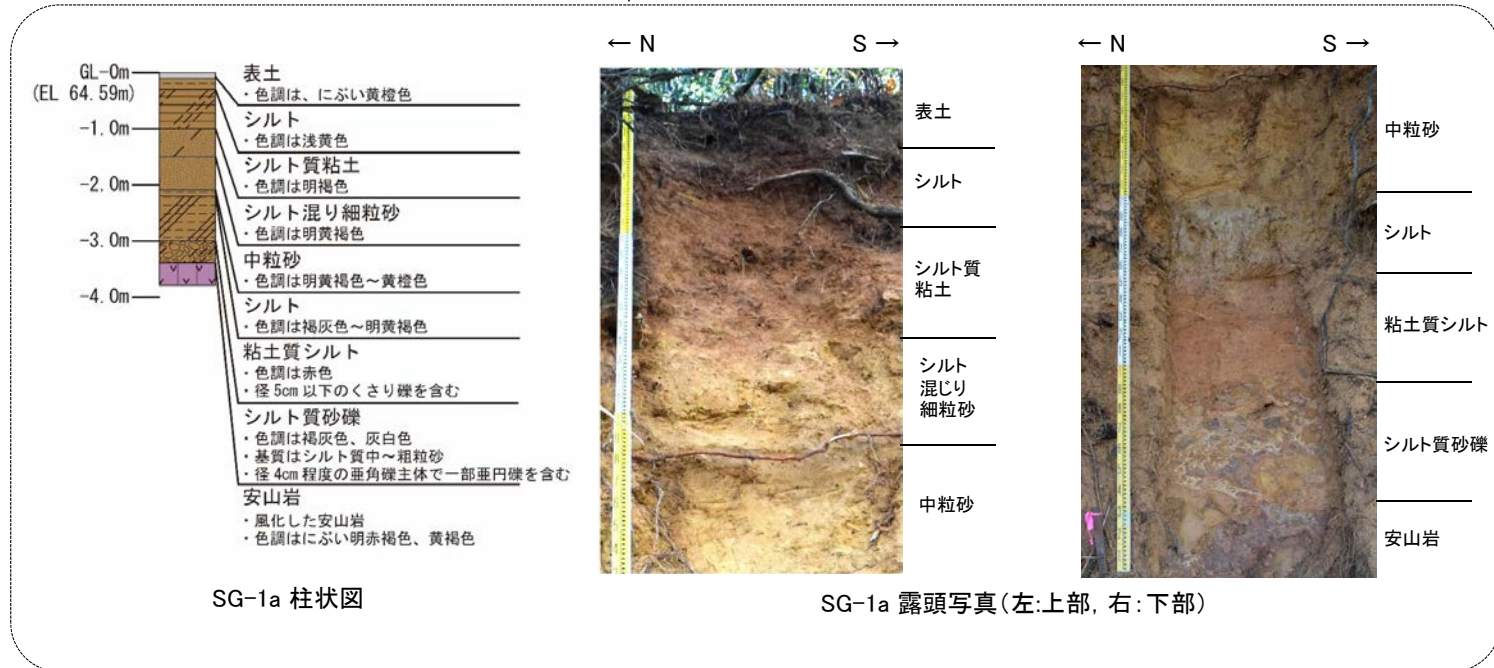 GL-0m
(EL 64.59m)
-1.0m
-2.0m
-3.0m
-4.0m
表土
・色調は、にぶい黄橙色
シルト
・色調は浅黄色
シルト質粘土
・色調は明褐色
シルト混り細粒砂
・色調は明黄褐色
中粒砂
・色調は明黄褐色～黄橙色
シルト
・色調は褐灰色～明黄褐色
粘土質シルト
・色調は赤色
・径5cm以下のくさり礫を含む
シルト質砂礫
・色調は褐灰色、灰白色
・基質はシルト質中～粗粒砂
・径4cm程度の亜角礫主体で一部亜円礫を含む
安山岩
・風化した安山岩
・色調はにぶい明赤褐色、黄褐色
SG-1a 柱状図
← N S →
表土
シルト
シルト質
粘土
シルト
混じり
細粒砂
中粒砂
← N S →
中粒砂
シルト
粘土質シルト
シルト質砂礫
安山岩
SG-1a 露頭写真(左:上部, 右:下部)